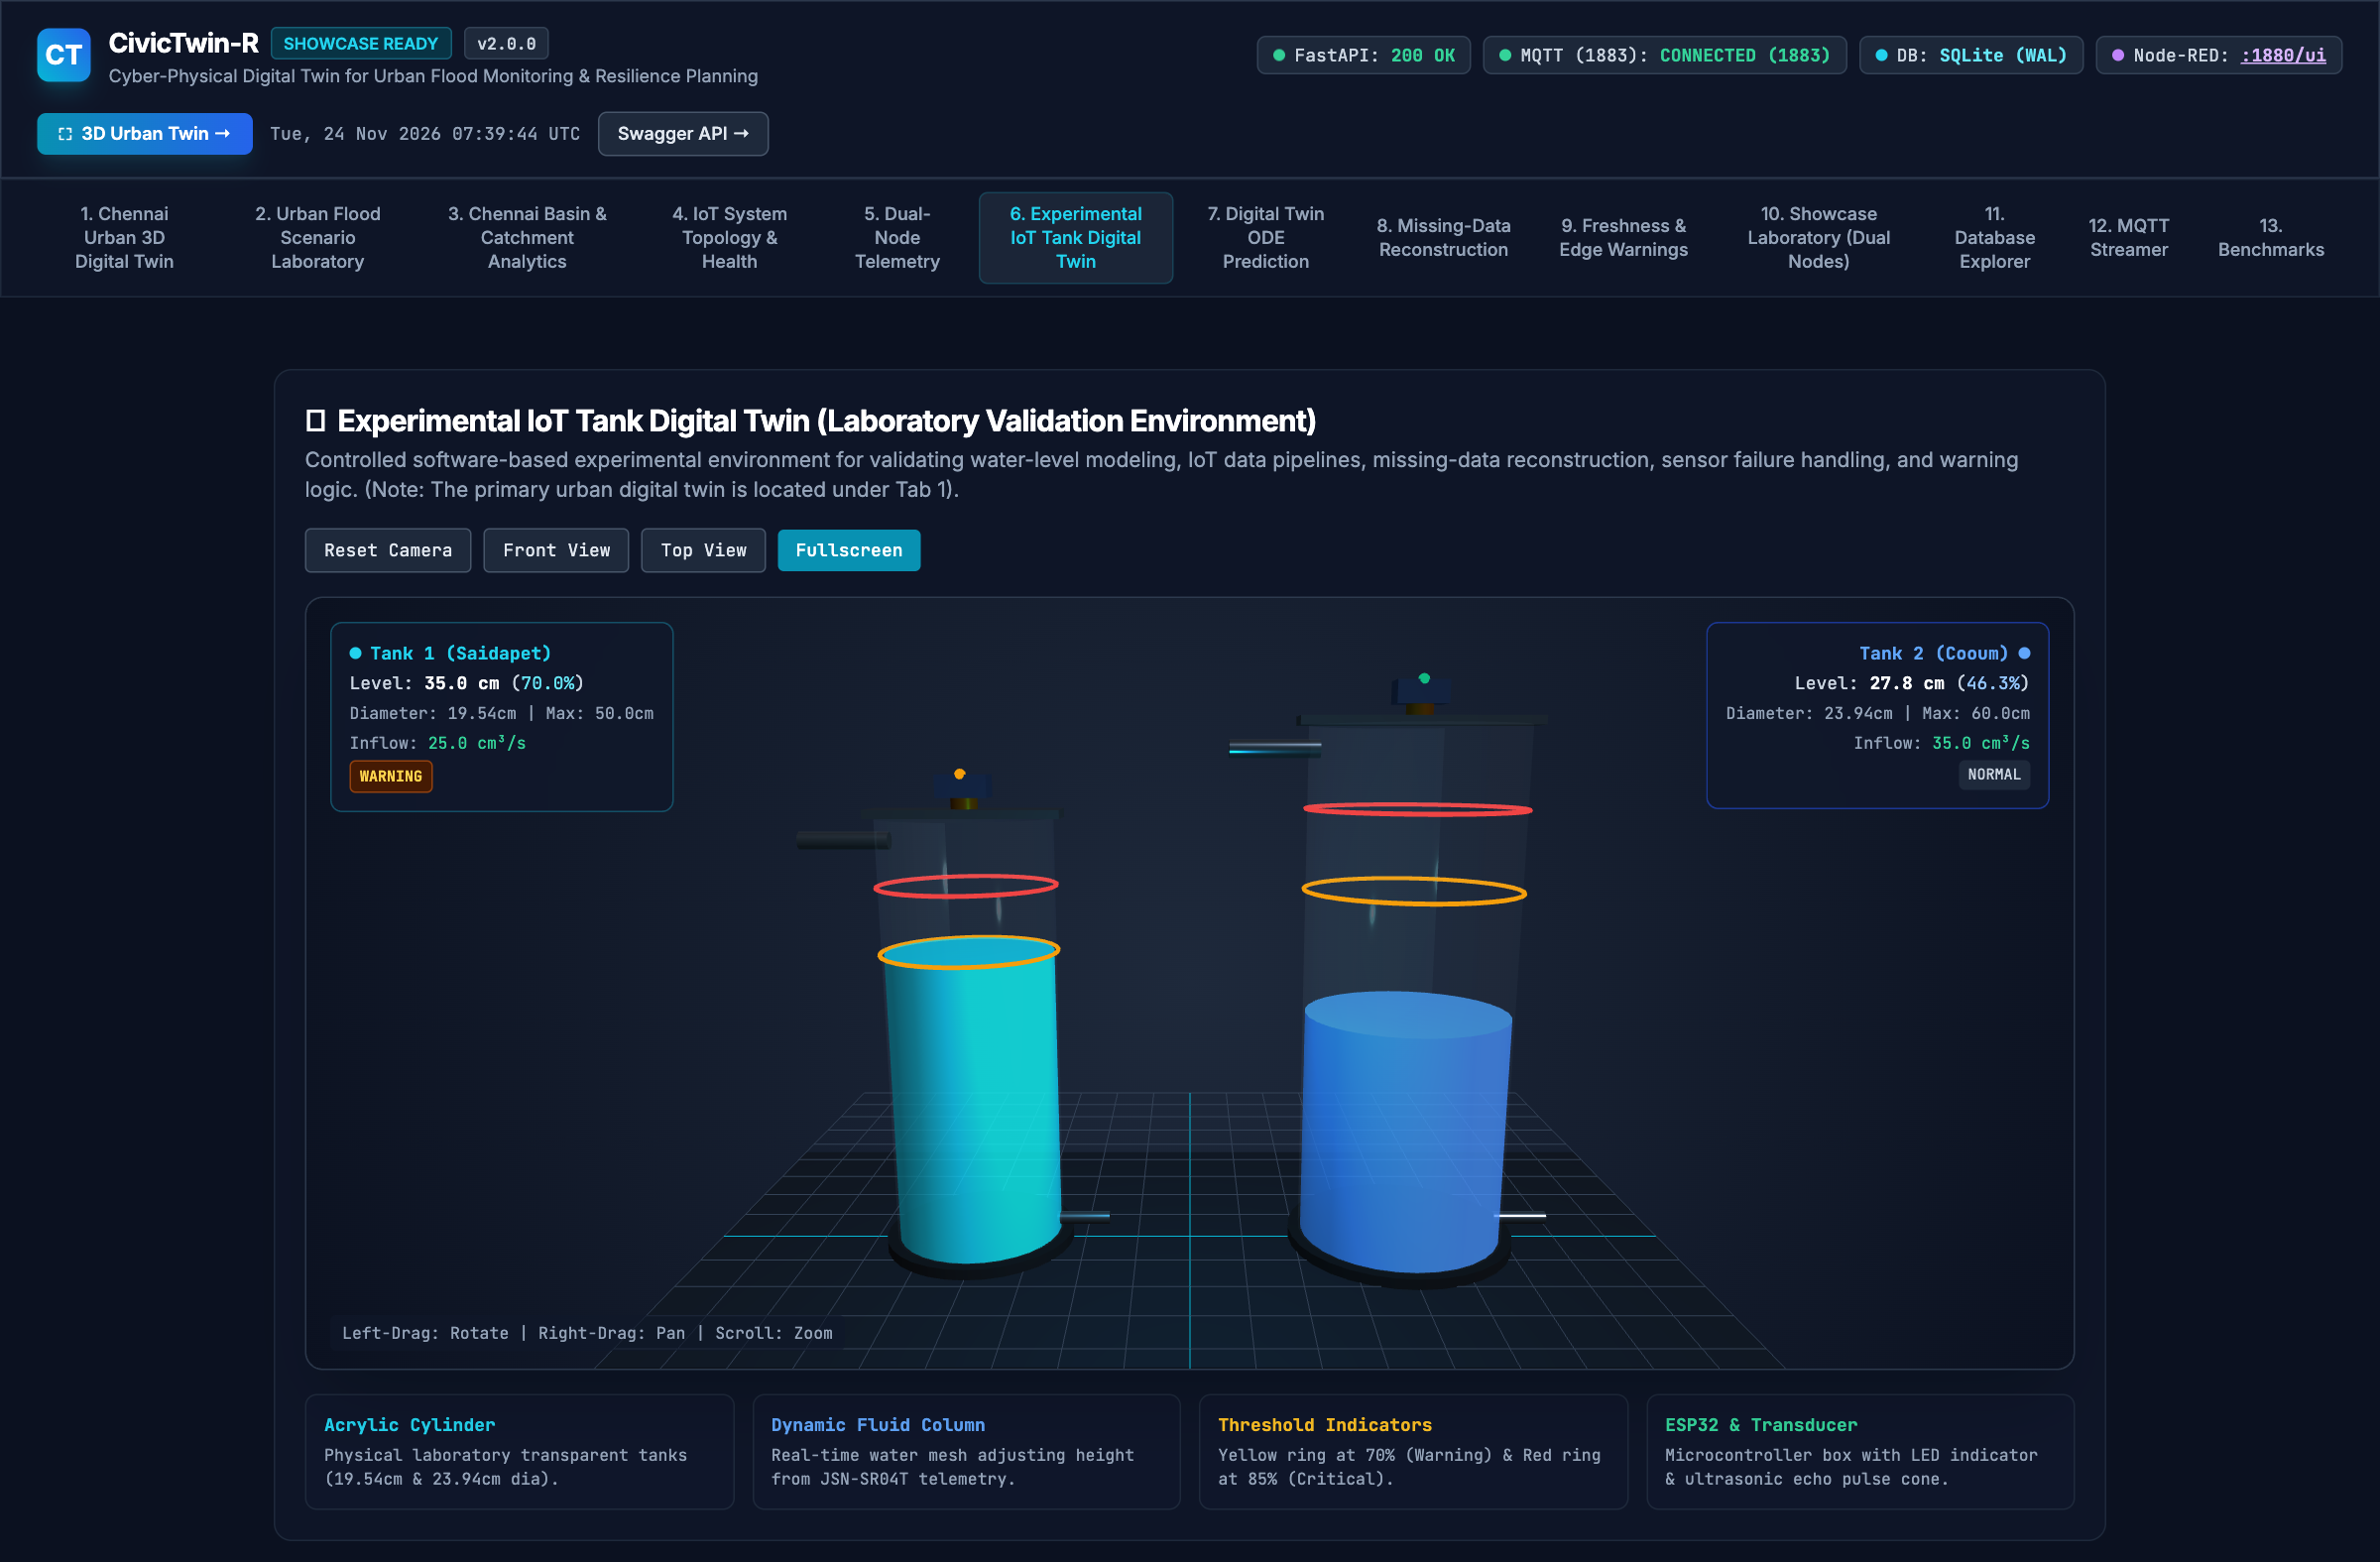 CT
CivicTwin-R SHOWCASE READY v2.0.0
Cyber-Physical Digital Twin for Urban Flood Monitoring & Resilience Planning
FastAPI: 200 OK
MQTT (1883): CONNECTED (1883)
DB: SQLite (WAL)
Node-RED: :1880/ui
3D Urban Twin →
Tue, 24 Nov 2026 07:39:44 UTC
Swagger API →
1. Chennai
Urban 3D
Digital Twin
2. Urban Flood
Scenario
Laboratory
3. Chennai Basin &
Catchment
Analytics
4. IoT System
Topology &
Health
5. Dual-
Node
Telemetry
6. Experimental
IoT Tank Digital
Twin
7. Digital Twin
ODE
Prediction
8. Missing-Data
Reconstruction
9. Freshness &
Edge Warnings
10. Showcase
Laboratory (Dual
Nodes)
11.
Database
Explorer
12. MQTT
Streamer
13.
Benchmarks
Experimental IoT Tank Digital Twin (Laboratory Validation Environment)
Controlled software-based experimental environment for validating water-level modeling, IoT data pipelines, missing-data reconstruction, sensor failure handling, and warning
logic. (Note: The primary urban digital twin is located under Tab 1).
Reset Camera
Front View
Top View
Fullscreen
Tank 1 (Saidapet)
Level: 35.0 cm (70.0%)
Diameter: 19.54cm | Max: 50.0cm
Inflow: 25.0 cm³/s
WARNING
Tank 2 (Cooum)
Level: 27.8 cm (46.3%)
Diameter: 23.94cm | Max: 60.0cm
Inflow: 35.0 cm³/s
NORMAL
Left-Drag: Rotate | Right-Drag: Pan | Scroll: Zoom
Acrylic Cylinder
Physical laboratory transparent tanks
(19.54cm & 23.94cm dia).
Dynamic Fluid Column
Real-time water mesh adjusting height
from JSN-SR04T telemetry.
Threshold Indicators
Yellow ring at 70% (Warning) & Red ring
at 85% (Critical).
ESP32 & Transducer
Microcontroller box with LED indicator
& ultrasonic echo pulse cone.